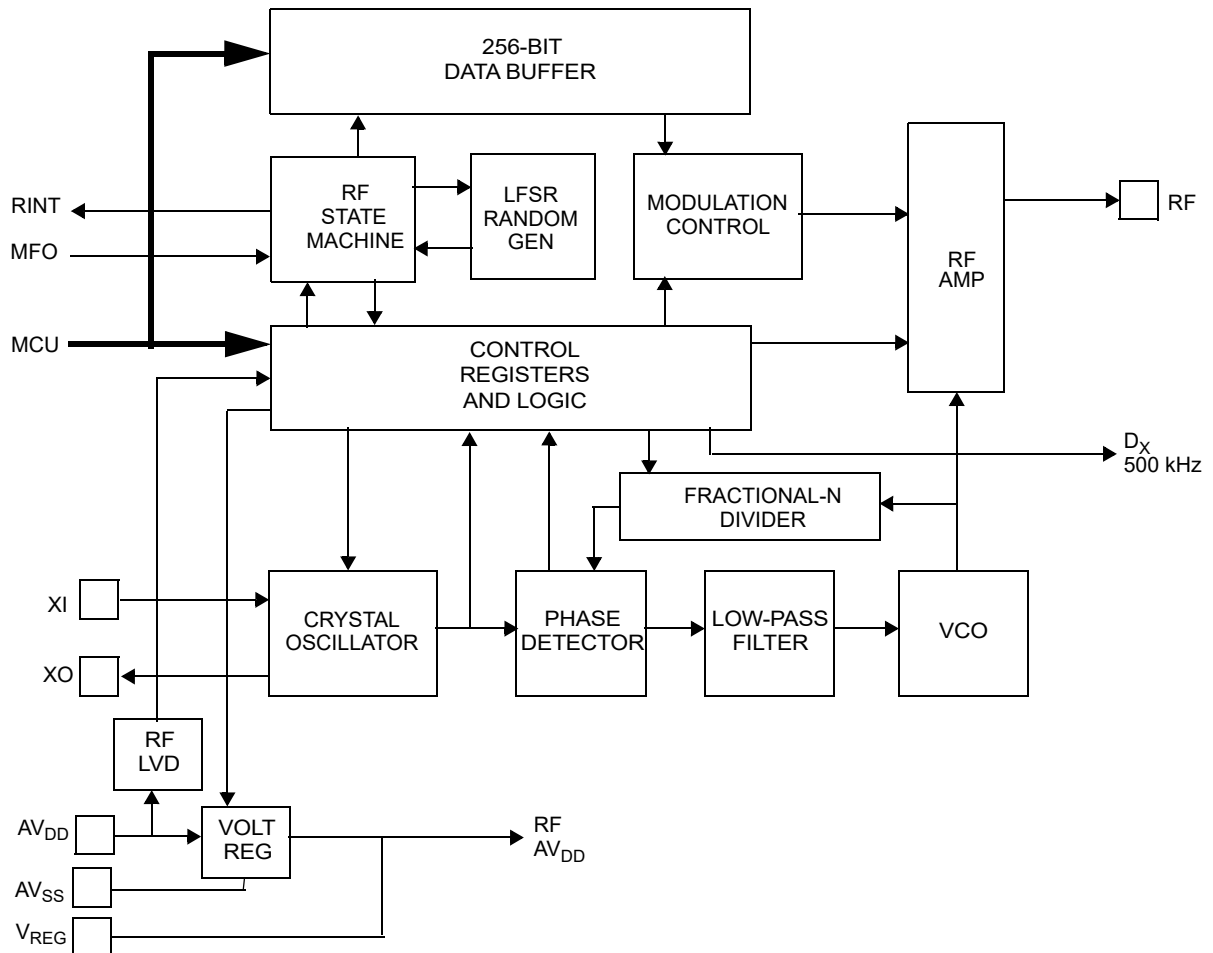 256-BIT
DATA BUFFER
RF
STATE
MACHINE
LFSR
RANDOM
GEN
MODULATION
CONTROL
RF
AMP
RF
RINT
MFO
MCU
CONTROL
REGISTERS
AND LOGIC
DX
500 kHz
FRACTIONAL-N
DIVIDER
XI
XO
CRYSTAL
OSCILLATOR
PHASE
DETECTOR
LOW-PASS
FILTER
VCO
RF
LVD
AVDD
VOLT
REG
RF
AVDD
AVSS
VREG